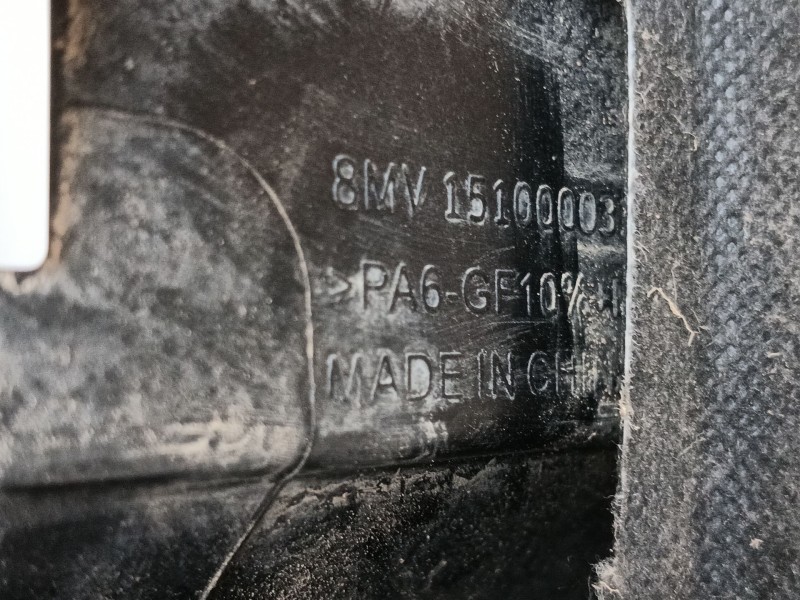 8MV 15100003
>PA6-GF10%+
MADE IN